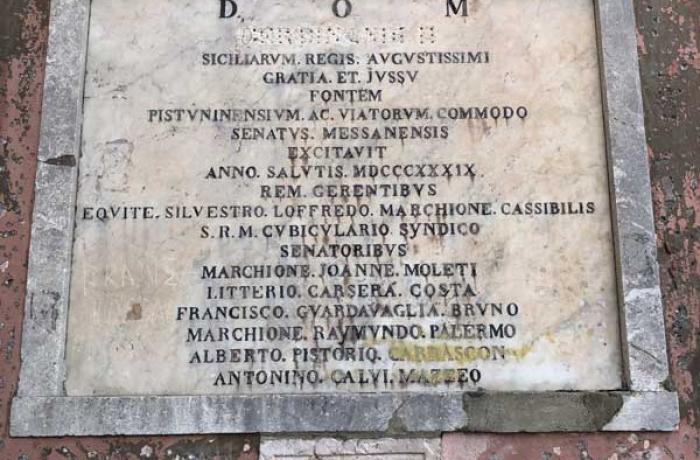 D O M
SICILIARVM. REGIS. AVGVSTISSIMI
GRATIA. ET. JVSSV
FONTEM
PISTVNINENSIVM. AC. VIATORVM. COMMODO
SENATVS. MESSANENSIS
EXCITAVIT
ANNO. SALVTIS. MDCCCXXXIX
REM. GERENTIBVS
EQVITE. SILVESTRO. LOFFREDO. MARCHIONE. CASSIBILIS
S.R.M. CVBICVLARIO. SYNDICO
SENATORIBVS
MARCHIONE. JOANNE. MOLETI
LITTERIO. CARSERA. COSTA
FRANCISCO. GVARDAVAGLIA. BRVNO
MARCHIONE. RAYMVNDO. PALERMO
ALBERTO. PISTORIO. CARRASCON
ANTONINO. CALVI. MAZZEO